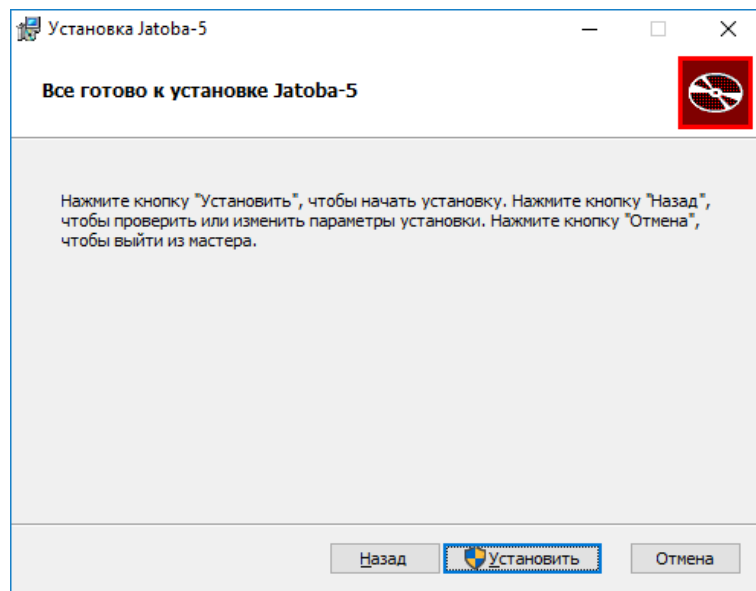 Установка Jatoba-5
Все готово к установке Jatoba-5
Нажмите кнопку "Установить", чтобы начать установку. Нажмите кнопку "Назад",
чтобы проверить или изменить параметры установки. Нажмите кнопку "Отмена",
чтобы выйти из мастера.
Назад Установить Отмена